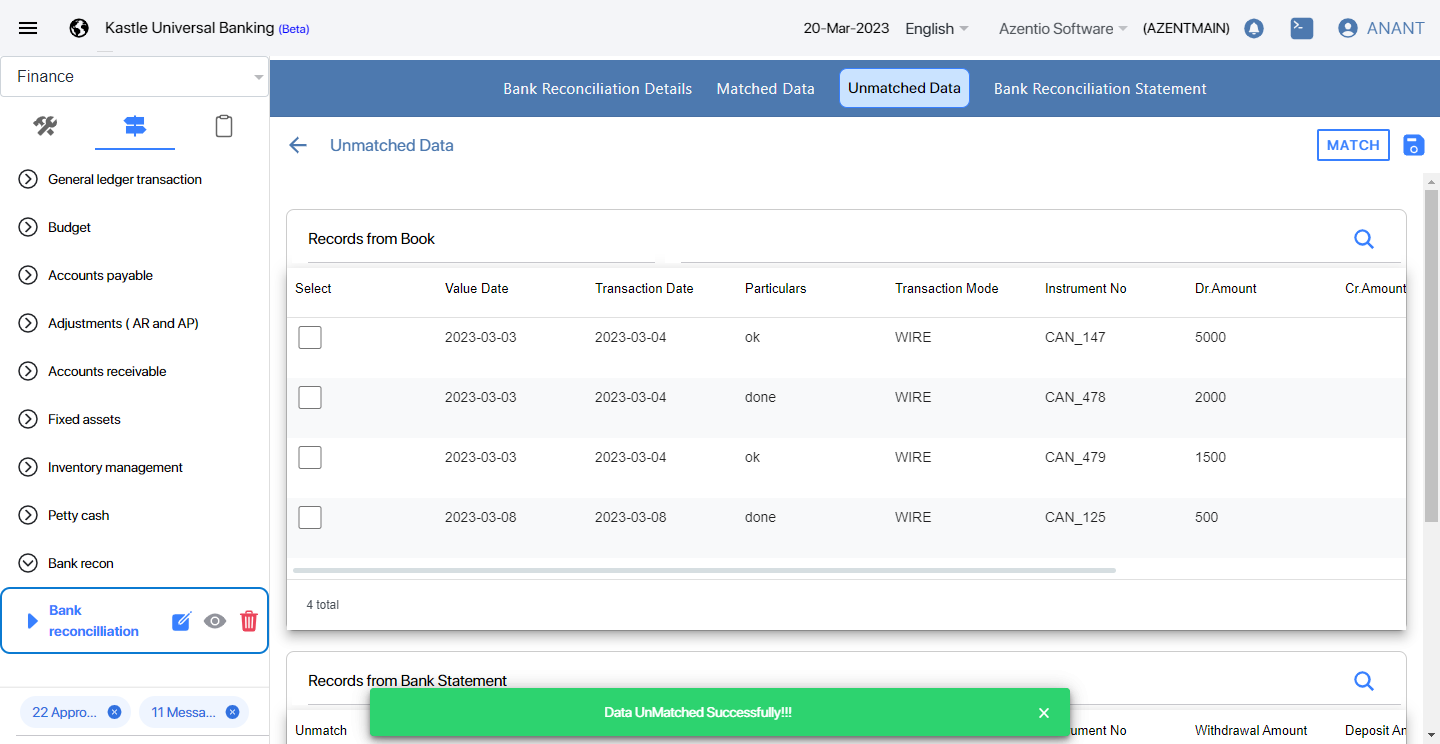 Kastle Universal Banking (Beta)
20-Mar-2023 English Azentio Software (AZENTMAIN) ANANT
Finance
Bank Reconciliation Details Matched Data Unmatched Data Bank Reconciliation Statement
Unmatched Data MATCH
General ledger transaction
Budget
Accounts payable
Adjustments ( AR and AP)
Accounts receivable
Fixed assets
Inventory management
Petty cash
Bank recon
Bank
reconcilliation
22 Appro... 11 Messa...
Records from Book
Select Value Date Transaction Date Particulars Transaction Mode Instrument No Dr.Amount Cr.Amount
2023-03-03 2023-03-04 ok WIRE CAN_147 5000
2023-03-03 2023-03-04 done WIRE CAN_478 2000
2023-03-03 2023-03-04 ok WIRE CAN_479 1500
2023-03-08 2023-03-08 done WIRE CAN_125 500
4 total
Records from Bank Statement
Data UnMatched Successfully!!!
Unmatch ument No Withdrawal Amount Deposit Am